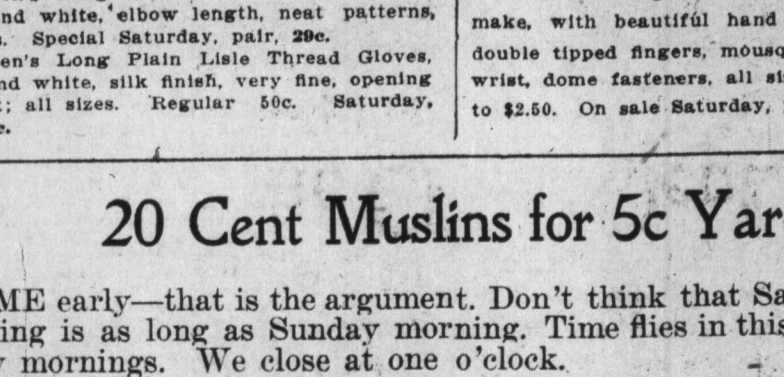 nd white, elbow length, neat patterns,
s. Special Saturday, pair, 29c.
en's Long Plain Lisle Thread Gloves,
nd white, silk finish, very fine, opening
t; all sizes. Regular 50c. Saturday,
c.
make, with beautiful hand
double tipped fingers, mousq
wrist, dome fasteners, all si
to $2.50. On sale Saturday,
20 Cent Muslins for 5c Yar
ME early—that is the argument. Don't think that Sa
ing is as long as Sunday morning. Time flies in this
y mornings. We close at one o'clock.